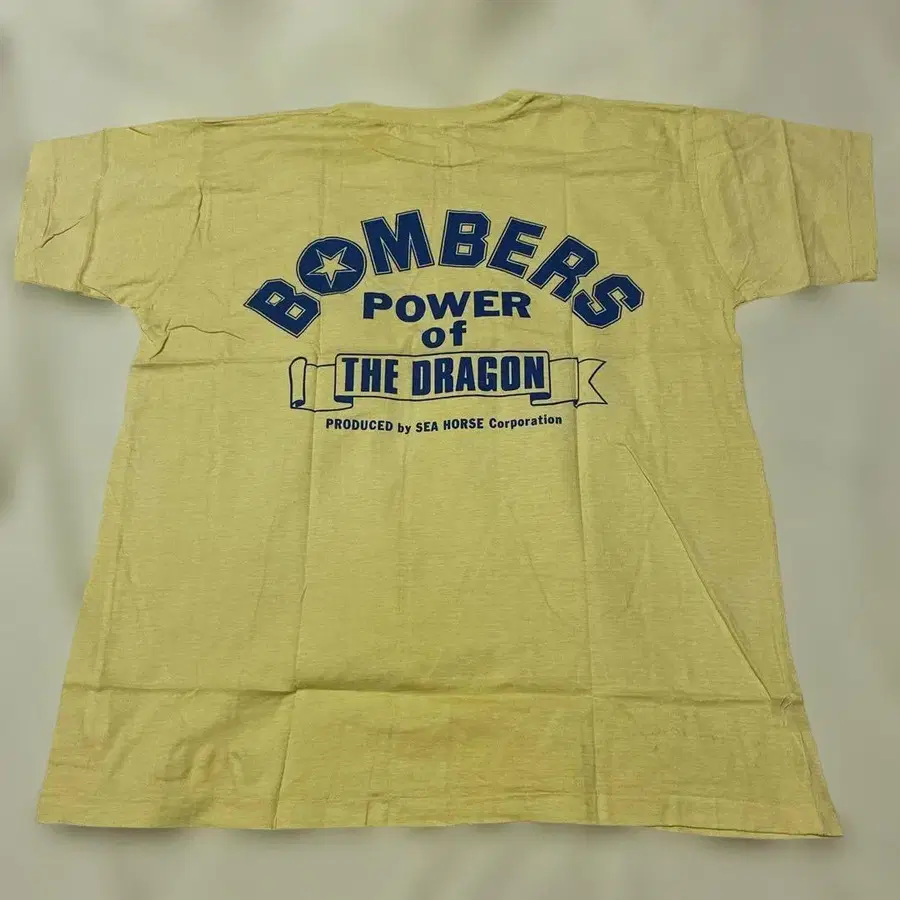 BOMBERS
POWER
of
THE DRAGON
PRODUCED by SEA HORSE Corporation